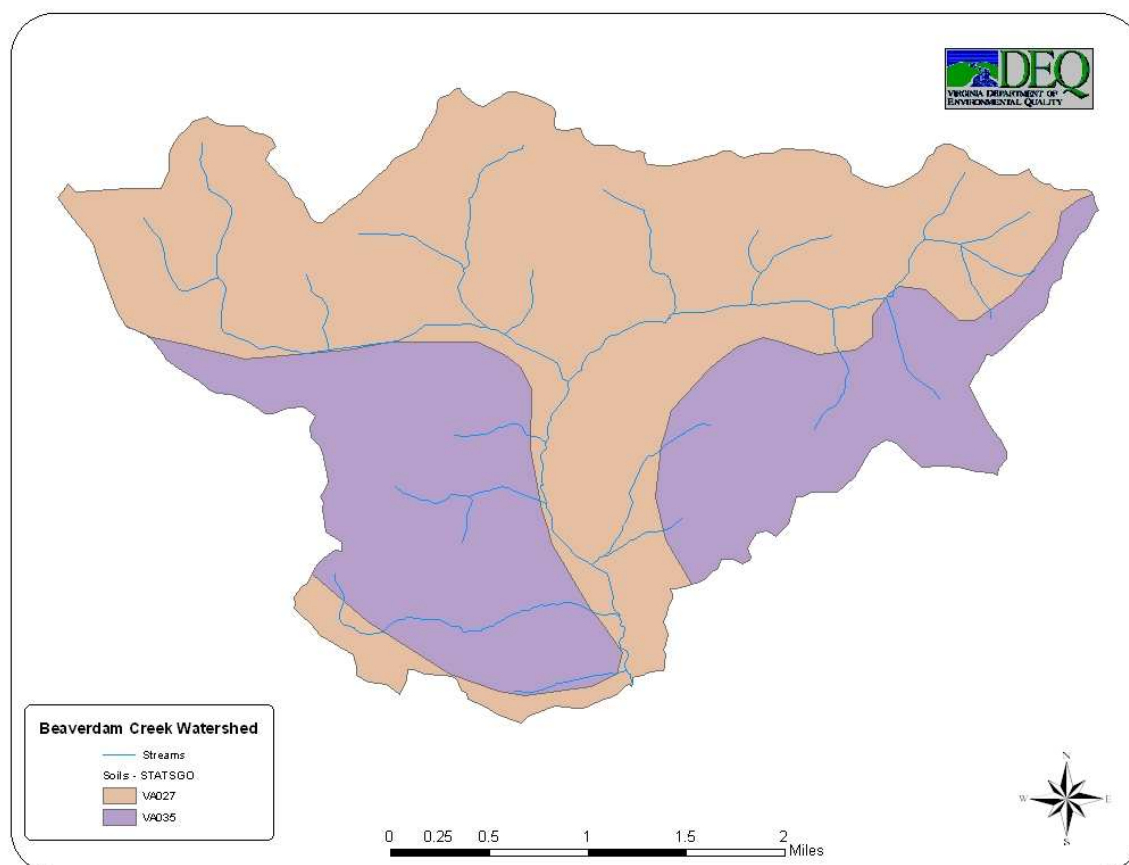 DEQ
VIRGINIA DEPARTMENT OF
ENVIRONMENTAL QUALITY
Beaverdam Creek Watershed
Streams
Soils - STATSGO
VA027
VA035
0 0.25 0.5 1 1.5 2
Miles
N
W E
S